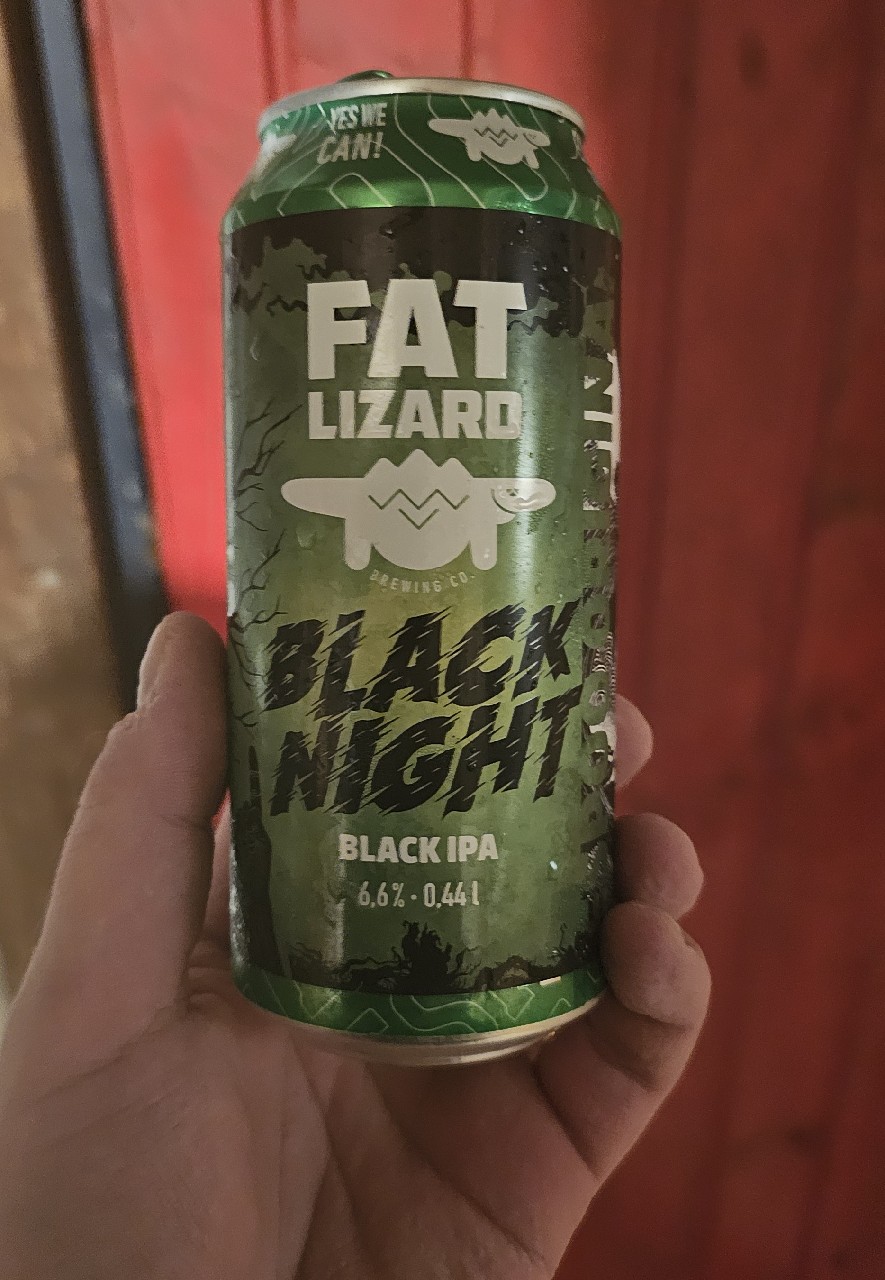 YES WE
CAN!
FAT
LIZARD
BREWING CO.
BLACK
NIGHT
BLACK IPA
6,6% · 0,44 l